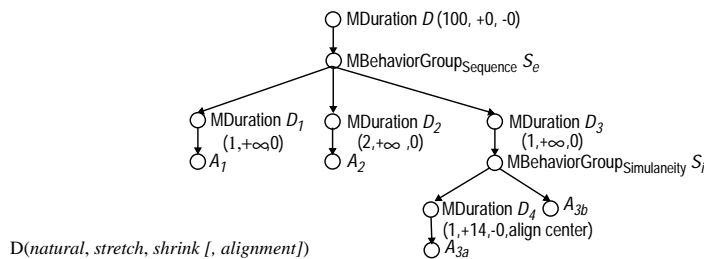 MDuration D (100, +0, -0)
MBehaviorGroupSequence Se
MDuration D1 MDuration D2 MDuration D3
(1,+∞,0) (2,+∞ ,0) (1,+∞,0)
A1 A2 MBehaviorGroupSimulaneity Si
MDuration D4 A3b
(1,+14,-0,align center)
D(natural, stretch, shrink [, alignment]) A3a